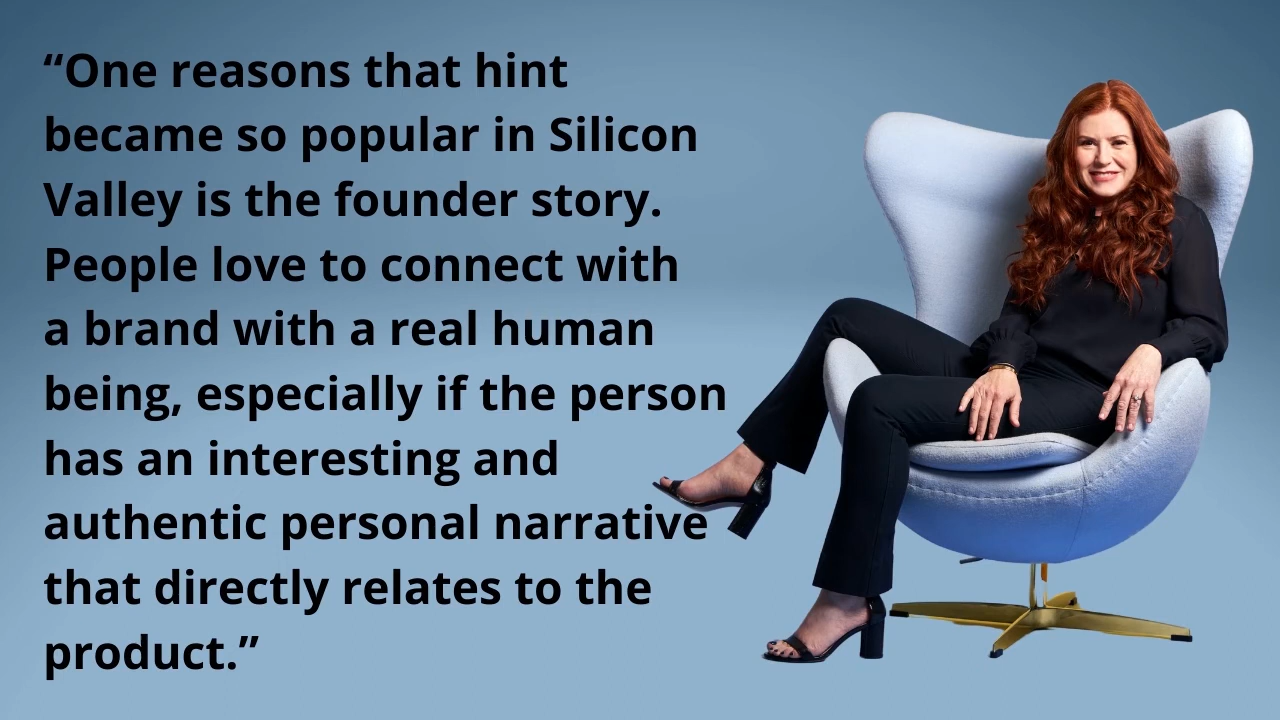 “One reasons that hint
became so popular in Silicon
Valley is the founder story.
People love to connect with
a brand with a real human
being, especially if the person
has an interesting and
authentic personal narrative
that directly relates to the
product.”